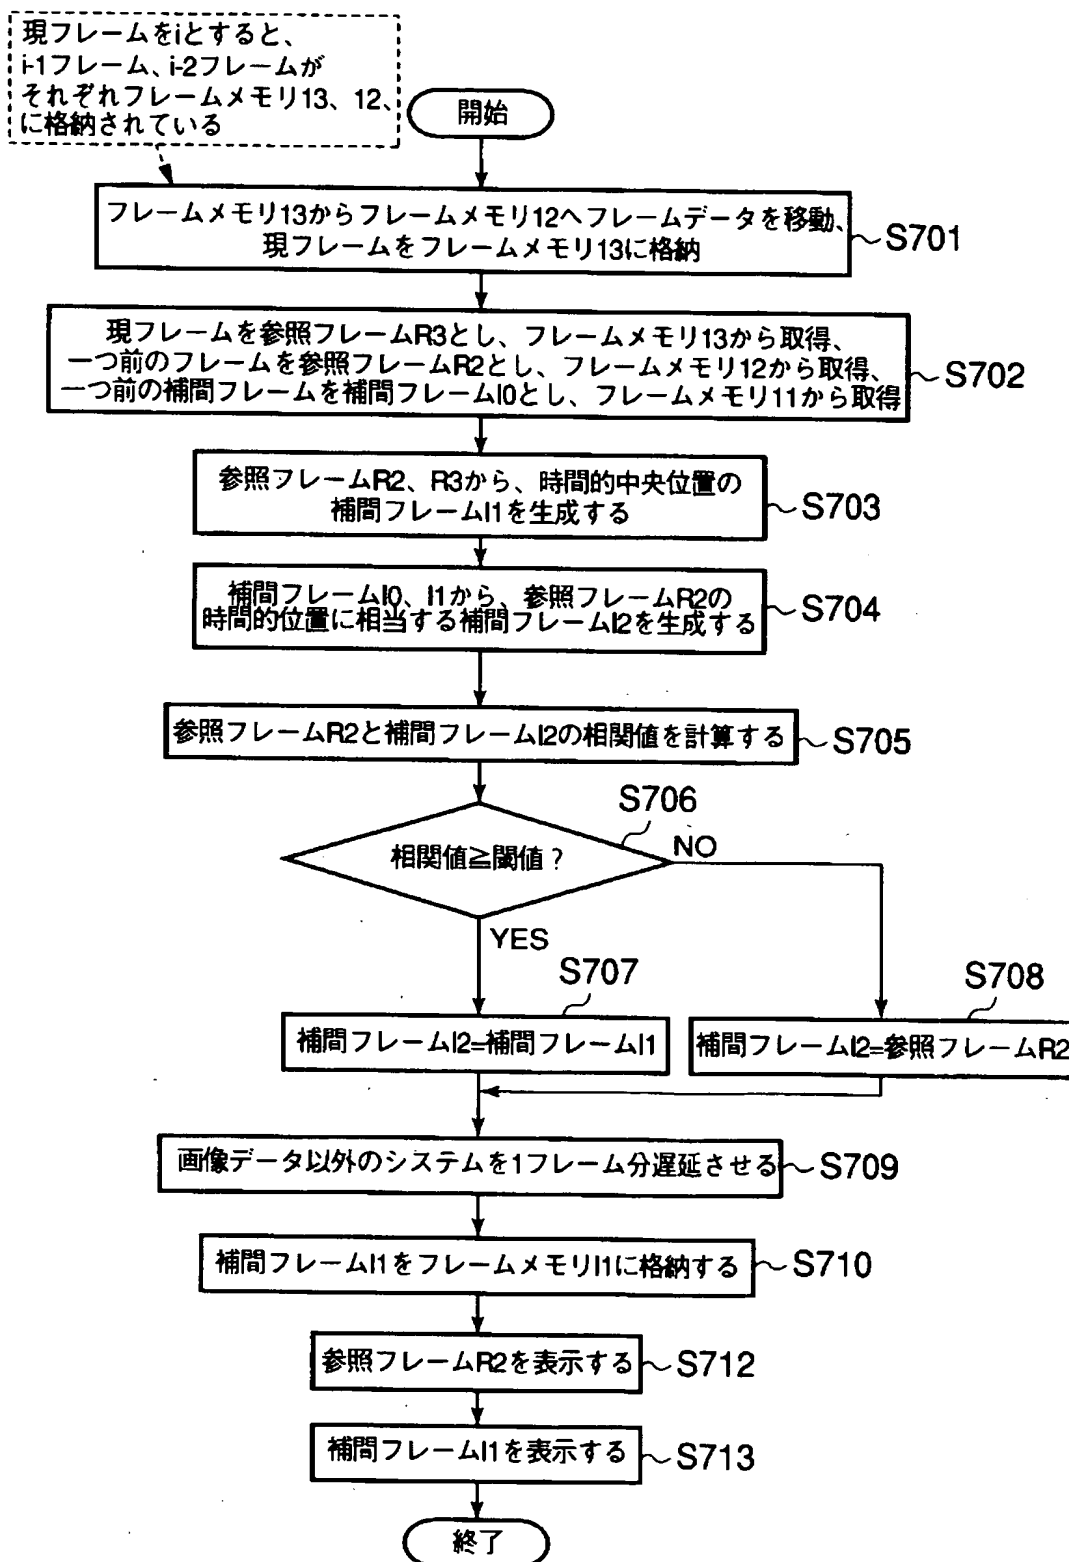 現フレームをiとすると、
i-1フレーム、i-2フレームが
それぞれフレームメモリ13、12、
に格納されている
開始
フレームメモリ13からフレームメモリ12へフレームデータを移動、
現フレームをフレームメモリ13に格納
S701
現フレームを参照フレームR3とし、フレームメモリ13から取得、
一つ前のフレームを参照フレームR2とし、フレームメモリ12から取得、
一つ前の補間フレームを補間フレームI0とし、フレームメモリ11から取得
S702
参照フレームR2、R3から、時間的中央位置の
補間フレームI1を生成する
S703
補間フレームI0、I1から、参照フレームR2の
時間的位置に相当する補間フレームI2を生成する
S704
参照フレームR2と補間フレームI2の相関値を計算する
S705
S706
相関値≧閾値？
NO
YES
S707
補間フレームI2=補間フレームI1
S708
補間フレームI2=参照フレームR2
画像データ以外のシステムを1フレーム分遅延させる
S709
補間フレームI1をフレームメモリI1に格納する
S710
参照フレームR2を表示する
S712
補間フレームI1を表示する
S713
終了